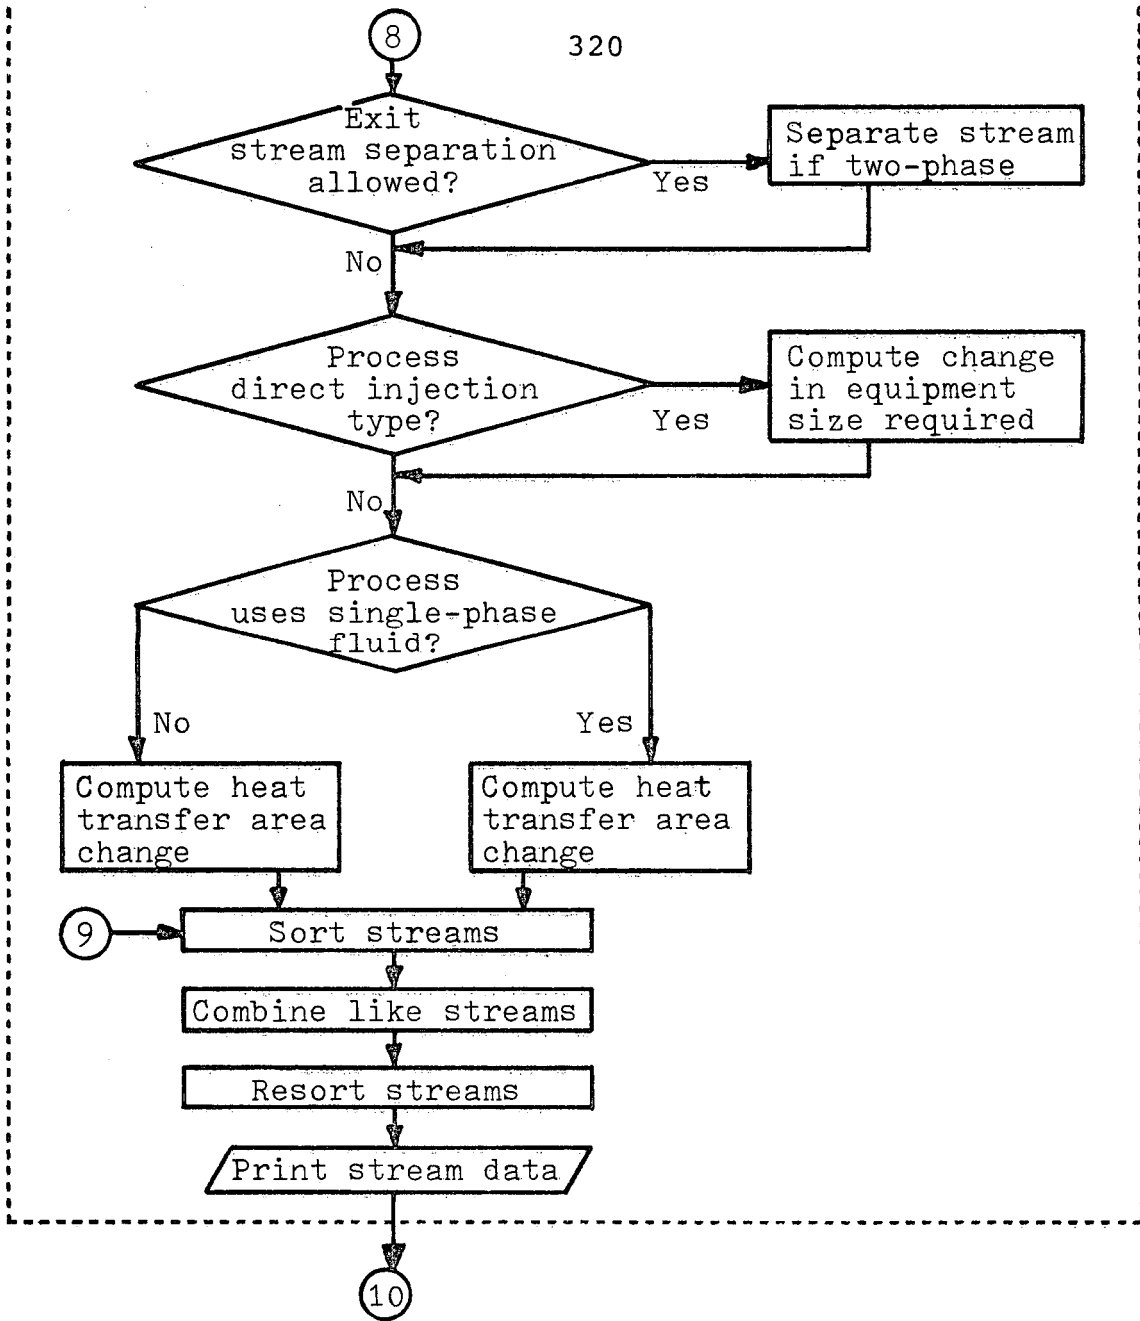 8
320
Exit
stream separation
allowed?
Yes
Separate stream
if two-phase
No
Process
direct injection
type?
Yes
Compute change
in equipment
size required
No
Process
uses single-phase
fluid?
No
Yes
Compute heat
transfer area
change
Compute heat
transfer area
change
9
Sort streams
Combine like streams
Resort streams
Print stream data
10